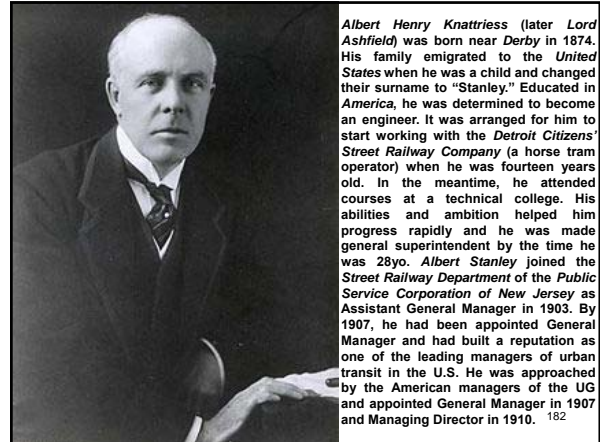 Albert Henry Knattriess (later Lord
Ashfield) was born near Derby in 1874.
His family emigrated to the United
States when he was a child and changed
their surname to “Stanley.” Educated in
America, he was determined to become
an engineer. It was arranged for him to
start working with the Detroit Citizens’
Street Railway Company (a horse tram
operator) when he was fourteen years
old. In the meantime, he attended
courses at a technical college. His
abilities and ambition helped him
progress rapidly and he was made
general superintendent by the time he
was 28yo. Albert Stanley joined the
Street Railway Department of the Public
Service Corporation of New Jersey as
Assistant General Manager in 1903. By
1907, he had been appointed General
Manager and had built a reputation as
one of the leading managers of urban
transit in the U.S. He was approached
by the American managers of the UG
and appointed General Manager in 1907
and Managing Director in 1910. 182